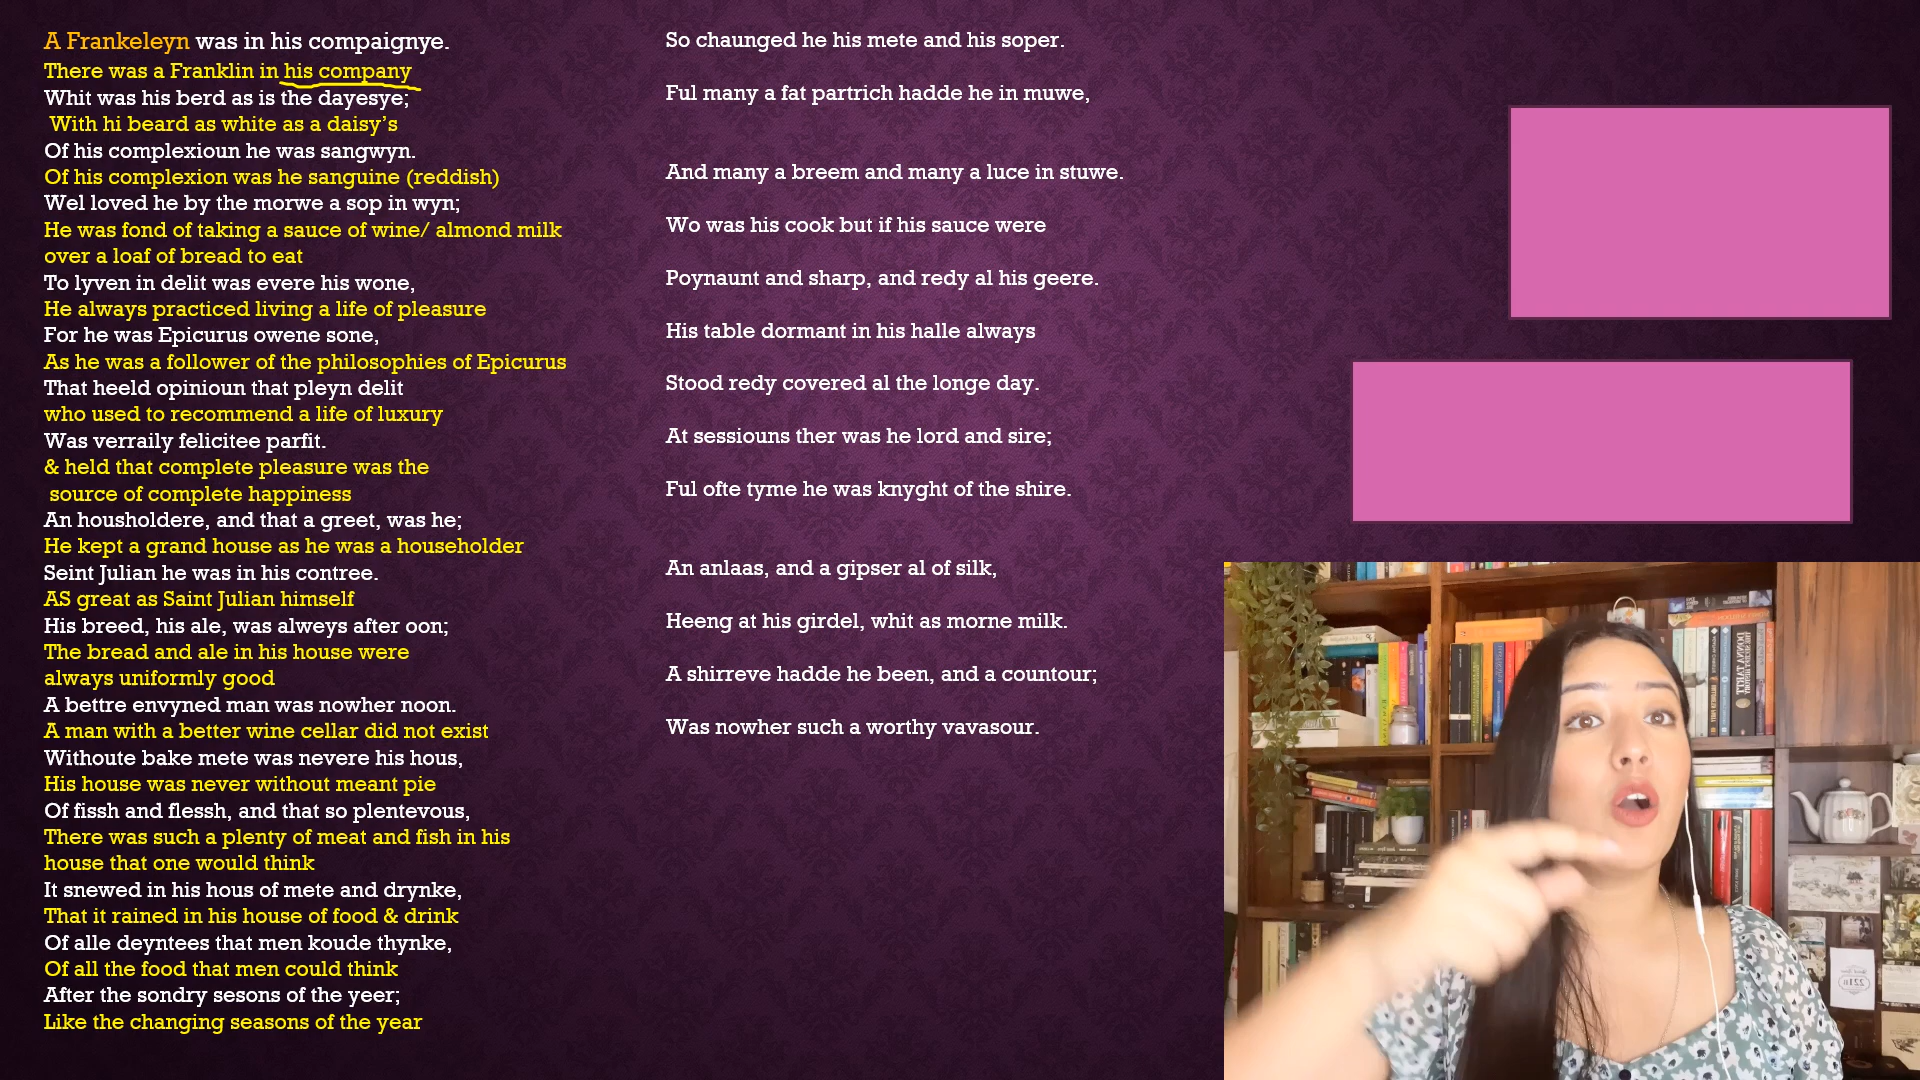 A Frankeleyn was in his compaignye.
There was a Franklin in his company
Whit was his berd as is the dayesye;
With hi beard as white as a daisy's
Of his complexioun he was sangwyn.
Of his complexion was he sanguine (reddish)
Wel loved he by the morwe a sop in wyn;
He was fond of taking a sauce of wine/ almond milk
over a loaf of bread to eat
To lyven in delit was evere his wone,
He always practiced living a life of pleasure
For he was Epicurus owene sone,
As he was a follower of the philosophies of Epicurus
That heeld opinioun that pleyn delit
who used to recommend a life of luxury
Was verraily felicitee parfit.
& held that complete pleasure was the
source of complete happiness
An housholdere, and that a greet, was he;
He kept a grand house as he was a householder
Seint Julian he was in his contree.
AS great as Saint Julian himself
His breed, his ale, was alweys after oon;
The bread and ale in his house were
always uniformly good
A bettre envyned man was nowher noon.
A man with a better wine cellar did not exist
Withoute bake mete was nevere his hous,
His house was never without meant pie
Of fissh and flessh, and that so plentevous,
There was such a plenty of meat and fish in his
house that one would think
It snewed in his hous of mete and drynke,
That it rained in his house of food & drink
Of alle deyntees that men koude thynke,
Of all the food that men could think
After the sondry sesons of the yeer;
Like the changing seasons of the year
So chaunged he his mete and his soper.
Ful many a fat partrich hadde he in muwe,
And many a breem and many a luce in stuwe.
Wo was his cook but if his sauce were
Poynaunt and sharp, and redy al his geere.
His table dormant in his halle always
Stood redy covered al the longe day.
At sessiouns ther was he lord and sire;
Ful ofte tyme he was knyght of the shire.
An anlaas, and a gipser al of silk,
Heeng at his girdel, whit as morne milk.
A shirreve hadde he been, and a countour;
Was nowher such a worthy vavasour.
DONNA TARTT
221B